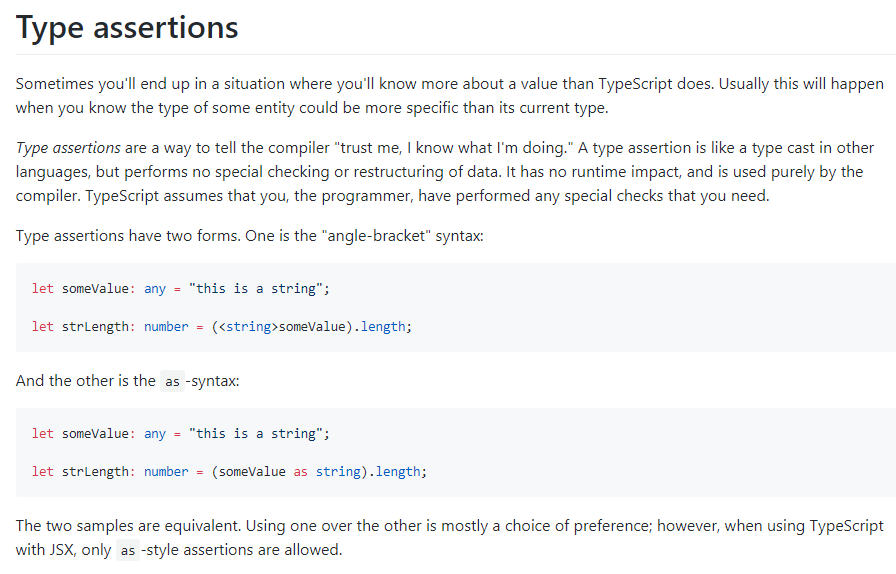 Type assertions
Sometimes you'll end up in a situation where you'll know more about a value than TypeScript does. Usually this will happen
when you know the type of some entity could be more specific than its current type.
Type assertions are a way to tell the compiler "trust me, I know what I'm doing." A type assertion is like a type cast in other
languages, but performs no special checking or restructuring of data. It has no runtime impact, and is used purely by the
compiler. TypeScript assumes that you, the programmer, have performed any special checks that you need.
Type assertions have two forms. One is the "angle-bracket" syntax:
let someValue: any = "this is a string";
let strLength: number = (<string>someValue).length;
And the other is the as -syntax:
let someValue: any = "this is a string";
let strLength: number = (someValue as string).length;
The two samples are equivalent. Using one over the other is mostly a choice of preference; however, when using TypeScript
with JSX, only as -style assertions are allowed.